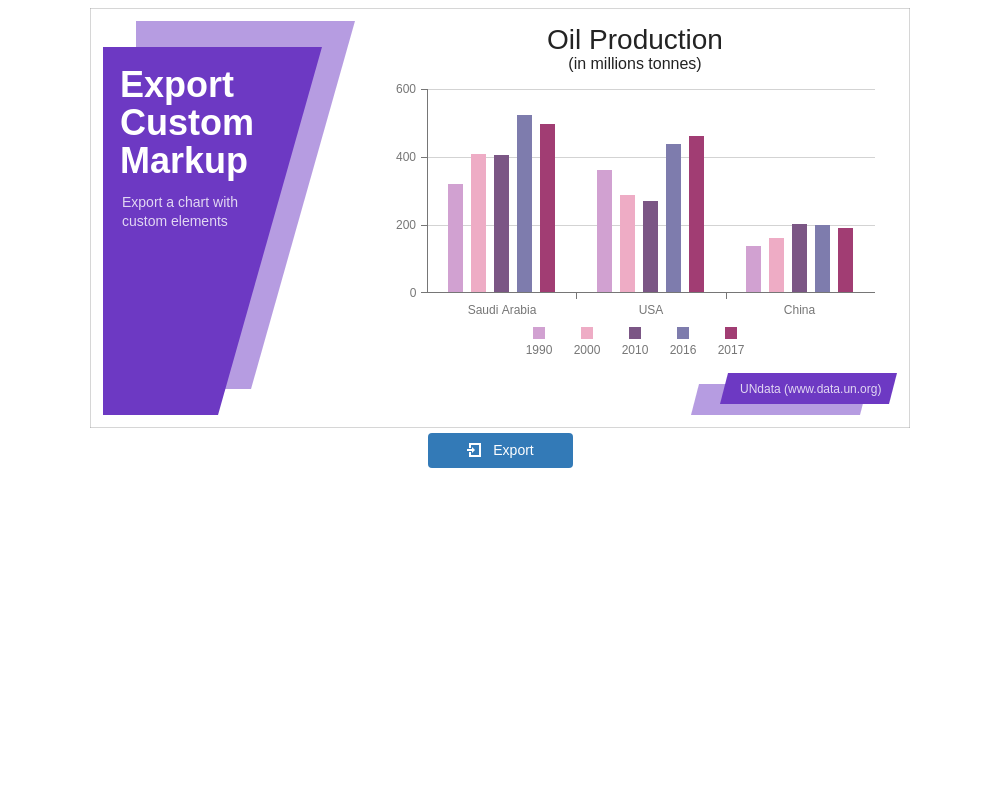 Export
Custom
Markup
Export a chart with
custom elements
Oil Production
(in millions tonnes)
600
400
200
0
Saudi Arabia
USA
China
1990
2000
2010
2016
2017
UNdata (www.data.un.org)
Export